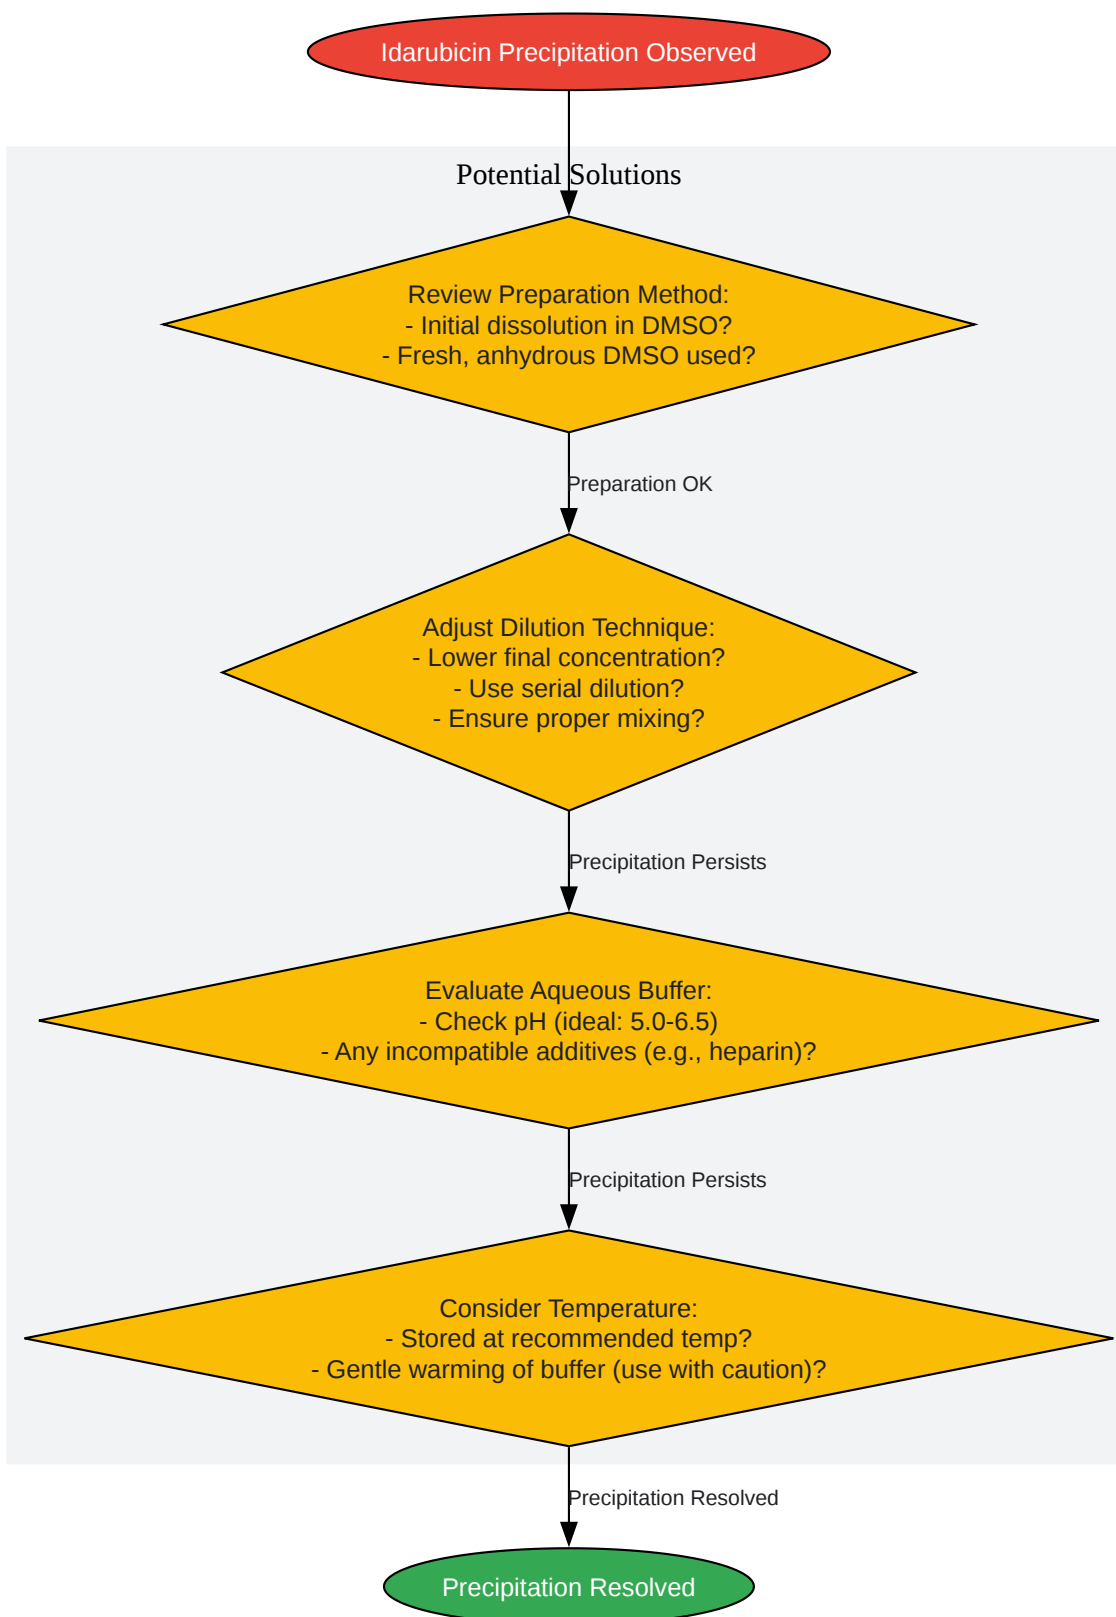 Idarubicin Precipitation Observed
Potential Solutions
Review Preparation Method:
- Initial dissolution in DMSO?
- Fresh, anhydrous DMSO used?
Preparation OK
Adjust Dilution Technique:
- Lower final concentration?
- Use serial dilution?
- Ensure proper mixing?
Precipitation Persists
Evaluate Aqueous Buffer:
- Check pH (ideal: 5.0-6.5)
- Any incompatible additives (e.g., heparin)?
Precipitation Persists
Consider Temperature:
- Stored at recommended temp?
- Gentle warming of buffer (use with caution)?
Precipitation Resolved
Precipitation Resolved